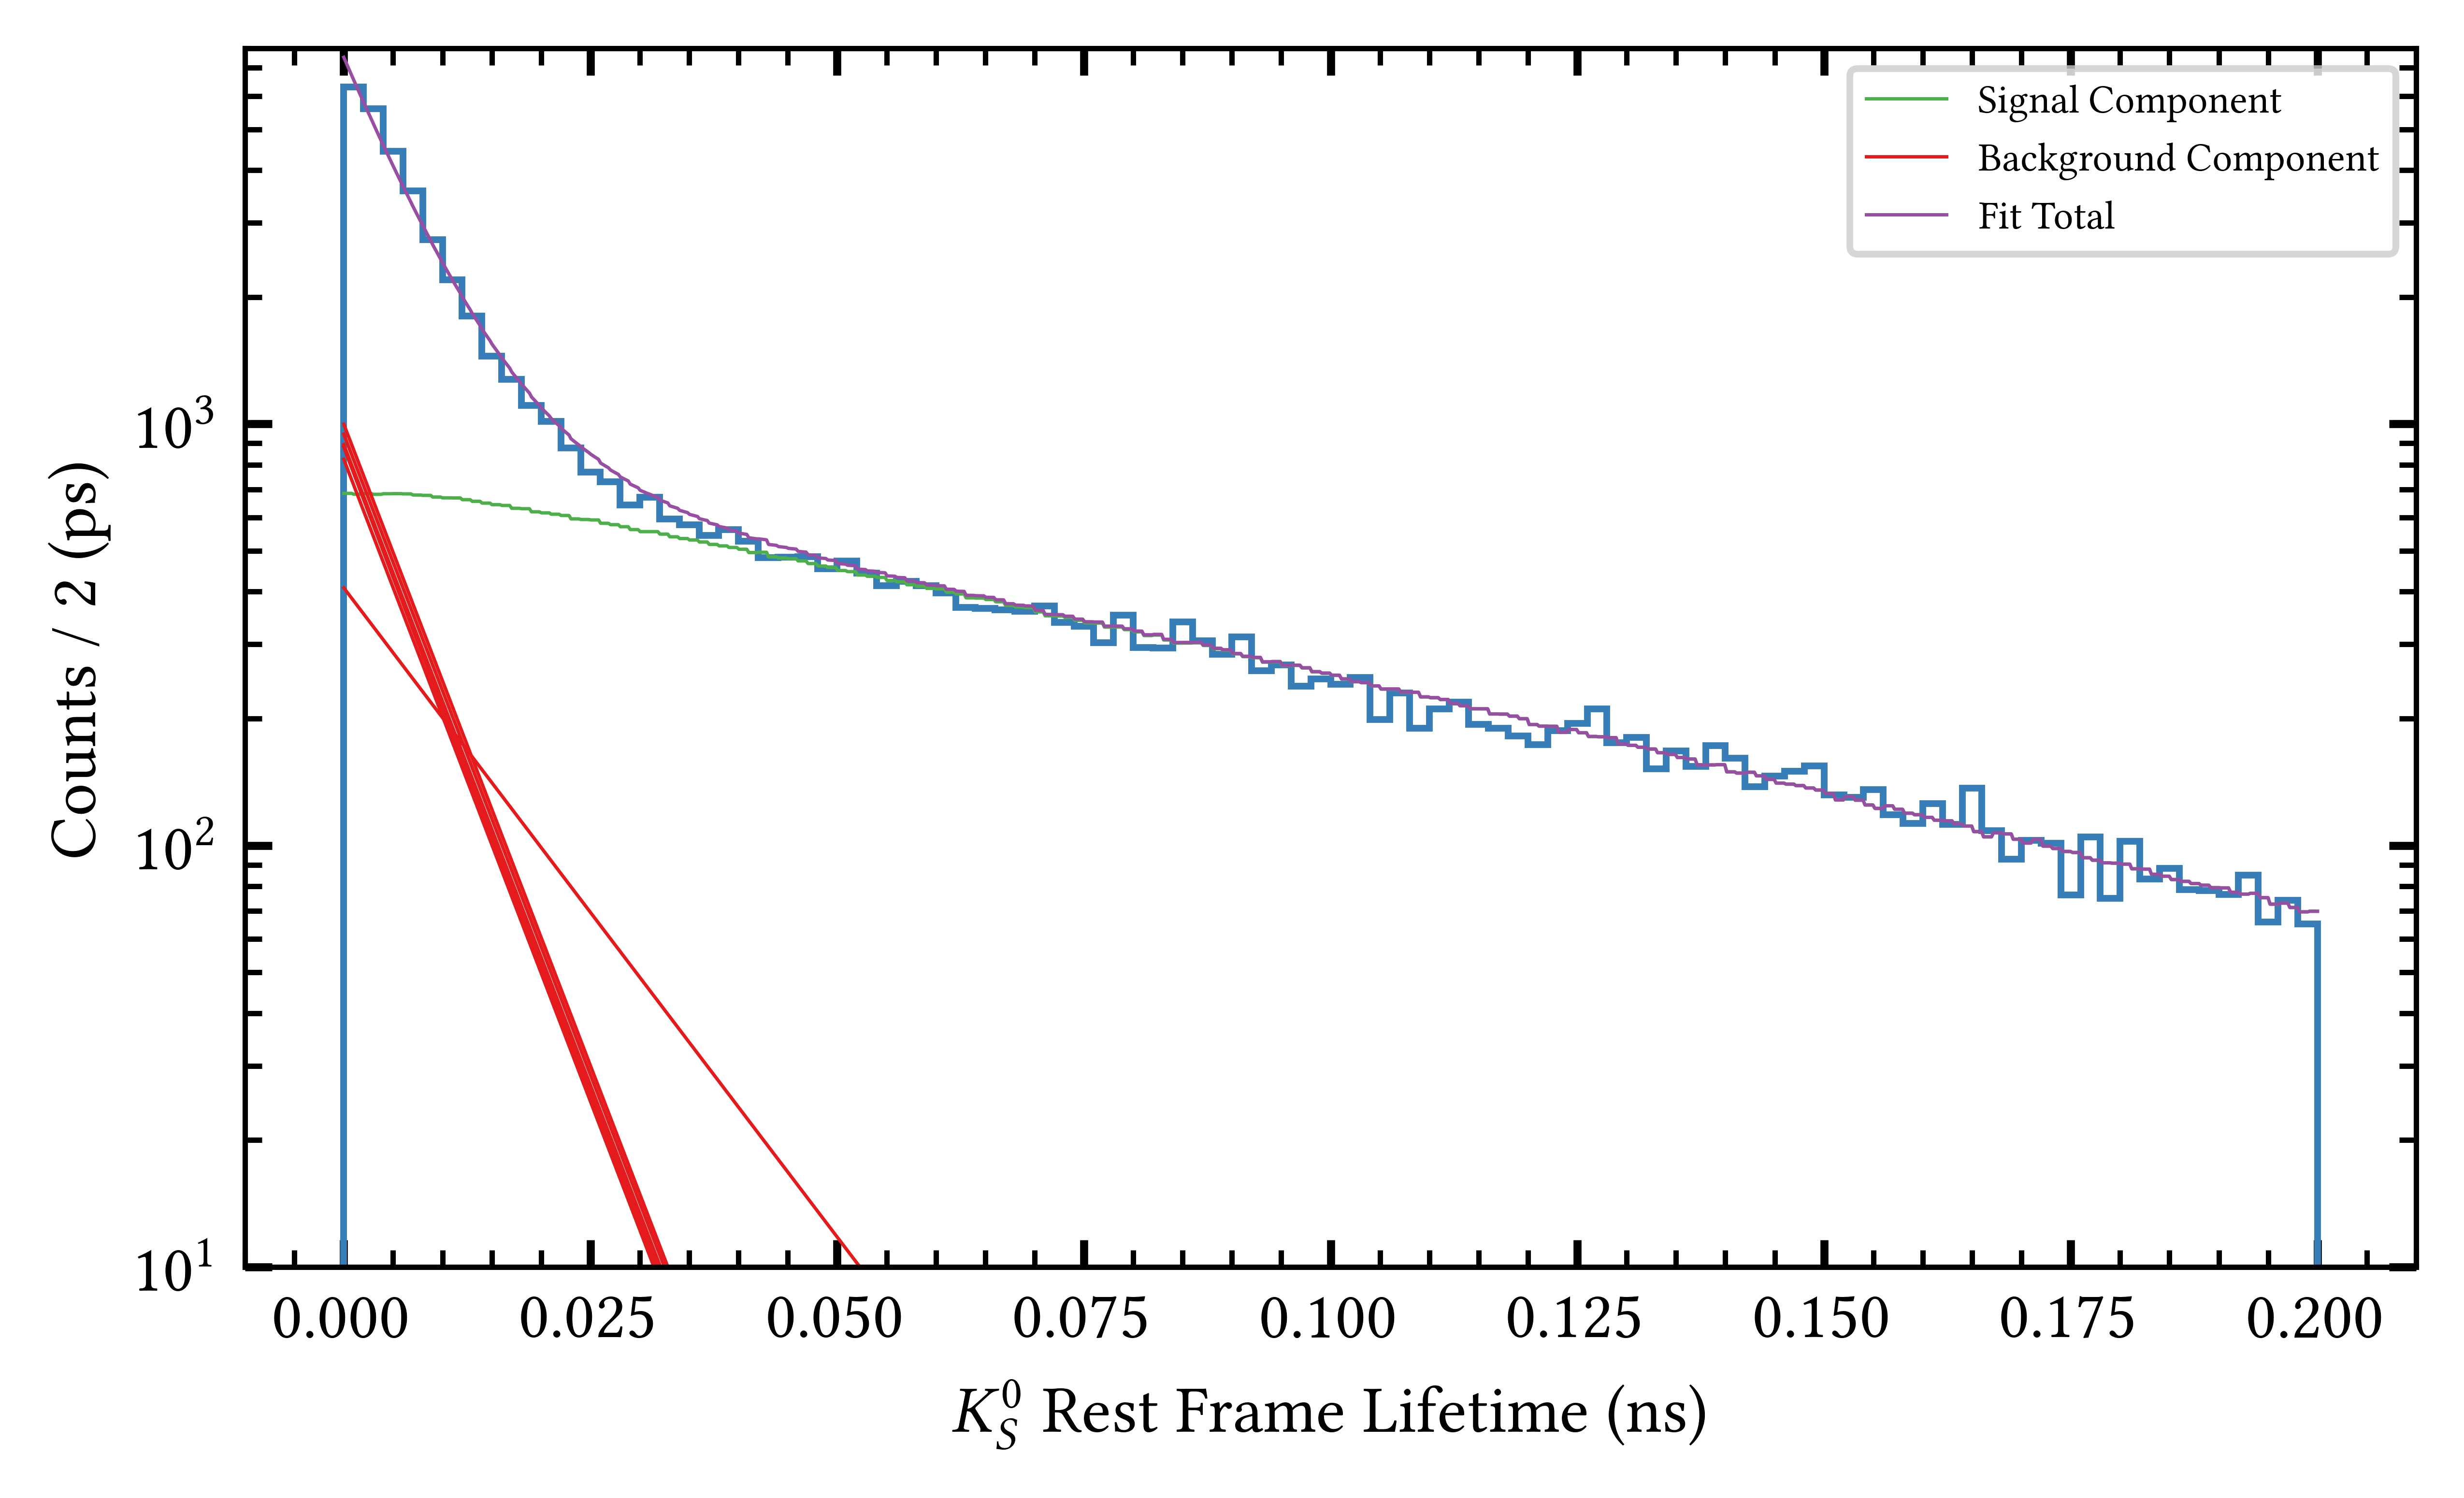 Signal Component
Background Component
Fit Total
Counts / 2 (ps)
10³
10²
10¹
0.000 0.025 0.050 0.075 0.100 0.125 0.150 0.175 0.200
K⁰_S Rest Frame Lifetime (ns)